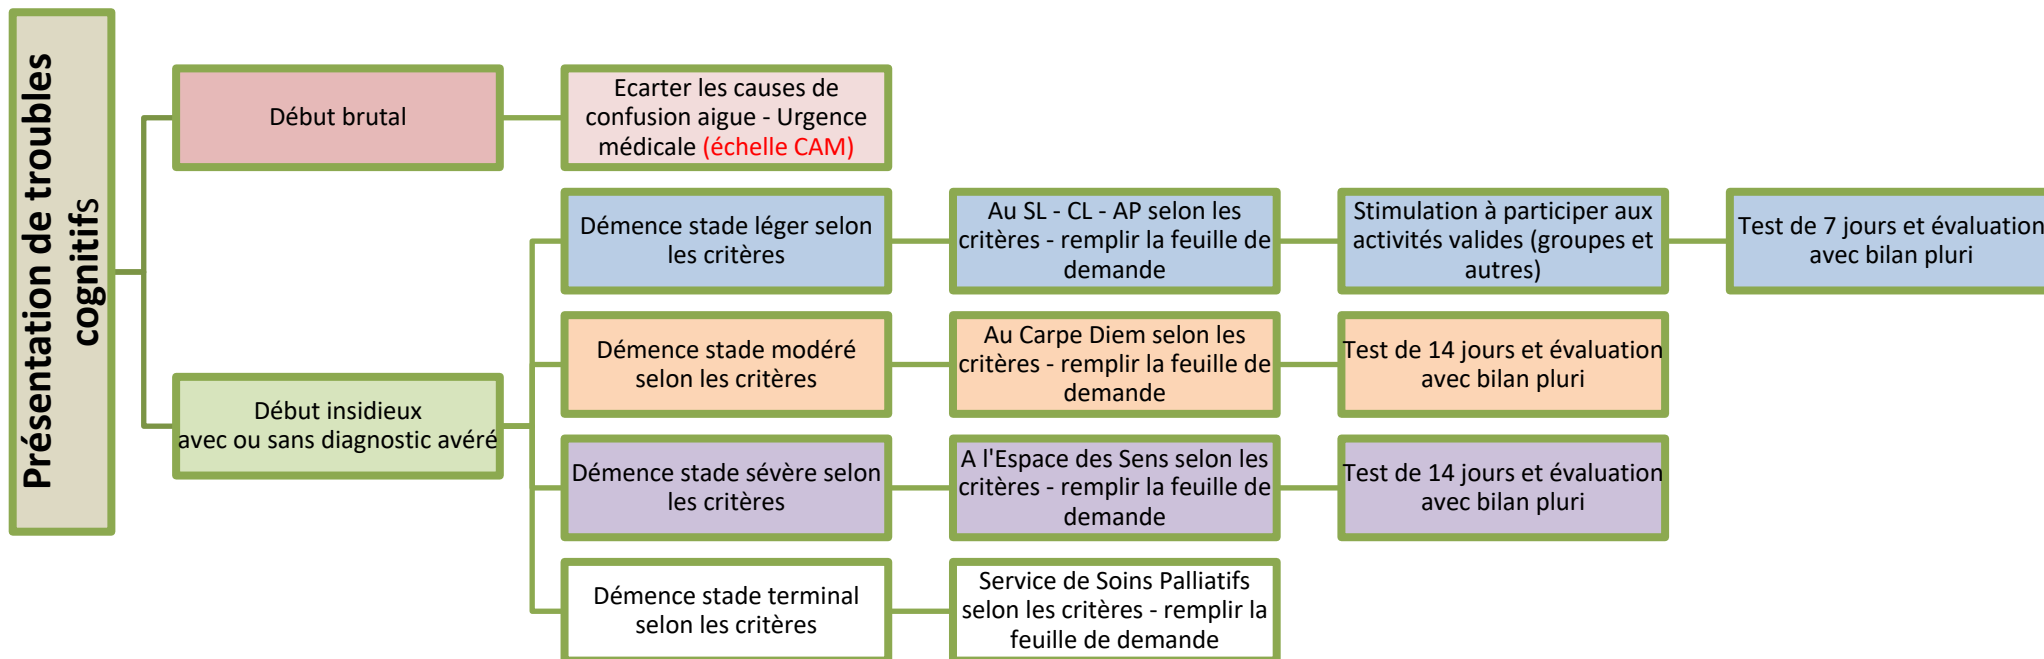 Présentation de troubles
cognitifs
Début brutal
Ecarter les causes de
confusion aigue - Urgence
médicale (échelle CAM)
Début insidieux
avec ou sans diagnostic avéré
Démence stade léger selon
les critères
Au SL - CL - AP selon les
critères - remplir la feuille de
demande
Stimulation à participer aux
activités valides (groupes et
autres)
Test de 7 jours et évaluation
avec bilan pluri
Démence stade modéré
selon les critères
Au Carpe Diem selon les
critères - remplir la feuille de
demande
Test de 14 jours et évaluation
avec bilan pluri
Démence stade sévère selon
les critères
A l'Espace des Sens selon les
critères - remplir la feuille de
demande
Test de 14 jours et évaluation
avec bilan pluri
Démence stade terminal
selon les critères
Service de Soins Palliatifs
selon les critères - remplir la
feuille de demande